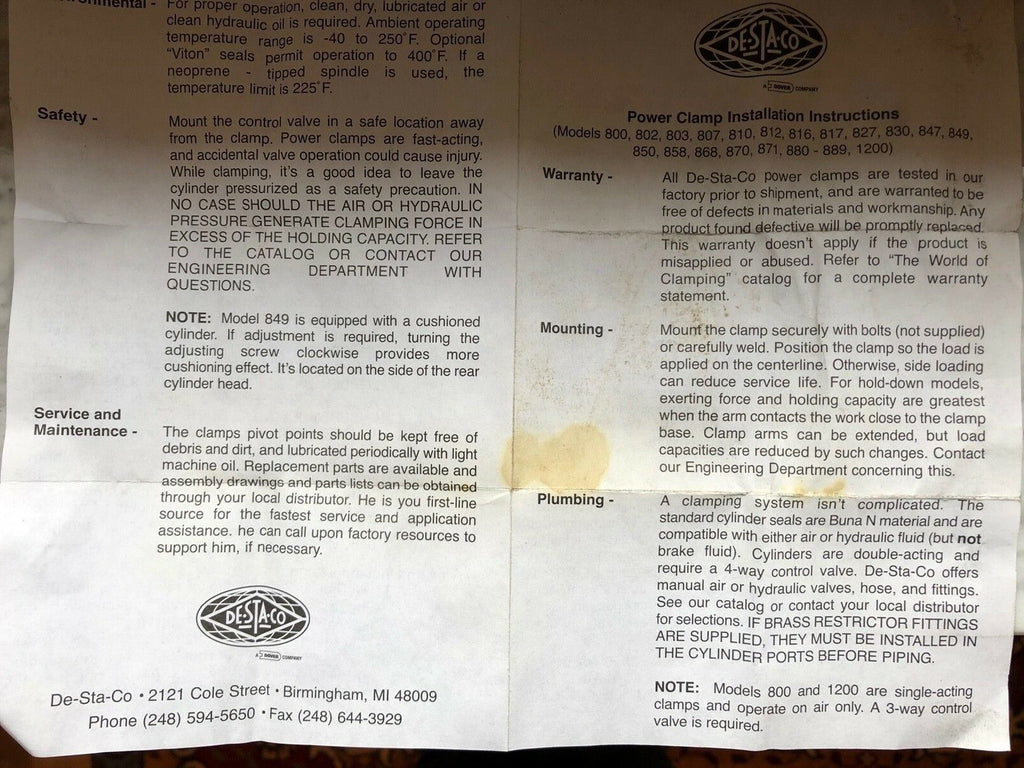 For proper operation, clean, dry, lubricated air or
clean hydraulic oil is required. Ambient operating
temperature range is -40 to 250°F. Optional
"Viton" seals permit operation to 400°F. If a
neoprene - tipped spindle is used, the
temperature limit is 225°F.
Safety -
Mount the control valve in a safe location away
from the clamp. Power clamps are fast-acting,
and accidental valve operation could cause injury.
While clamping, it's a good idea to leave the
cylinder pressurized as a safety precaution. IN
NO CASE SHOULD THE AIR OR HYDRAULIC
PRESSURE GENERATE CLAMPING FORCE IN
EXCESS OF THE HOLDING CAPACITY. REFER
TO THE CATALOG OR CONTACT OUR
ENGINEERING DEPARTMENT WITH
QUESTIONS.
NOTE: Model 849 is equipped with a cushioned
cylinder. If adjustment is required, turning the
adjusting screw clockwise provides more
cushioning effect. It's located on the side of the rear
cylinder head.
Service and
Maintenance -
The clamps pivot points should be kept free of
debris and dirt, and lubricated periodically with light
machine oil. Replacement parts are available and
assembly drawings and parts lists can be obtained
through your local distributor. He is you first-line
source for the fastest service and application
assistance. he can call upon factory resources to
support him, if necessary.
DE-STA-CO
A DOVER COMPANY
De-Sta-Co • 2121 Cole Street • Birmingham, MI 48009
Phone (248) 594-5650 • Fax (248) 644-3929
DE-STA-CO
A DOVER COMPANY
Power Clamp Installation Instructions
(Models 800, 802, 803, 807, 810, 812, 816, 817, 827, 830, 847, 849,
850, 858, 868, 870, 871, 880 - 889, 1200)
Warranty -
All De-Sta-Co power clamps are tested in our
factory prior to shipment, and are warranted to be
free of defects in materials and workmanship. Any
product found defective will be promptly replaced.
This warranty doesn't apply if the product is
misapplied or abused. Refer to "The World of
Clamping" catalog for a complete warranty
statement.
Mounting -
Mount the clamp securely with bolts (not supplied)
or carefully weld. Position the clamp so the load is
applied on the centerline. Otherwise, side loading
can reduce service life. For hold-down models,
exerting force and holding capacity are greatest
when the arm contacts the work close to the clamp
base. Clamp arms can be extended, but load
capacities are reduced by such changes. Contact
our Engineering Department concerning this.
Plumbing -
A clamping system isn't complicated. The
standard cylinder seals are Buna N material and are
compatible with either air or hydraulic fluid (but not
brake fluid). Cylinders are double-acting and
require a 4-way control valve. De-Sta-Co offers
manual air or hydraulic valves, hose, and fittings.
See our catalog or contact your local distributor
for selections. IF BRASS RESTRICTOR FITTINGS
ARE SUPPLIED, THEY MUST BE INSTALLED IN
THE CYLINDER PORTS BEFORE PIPING.
NOTE: Models 800 and 1200 are single-acting
clamps and operate on air only. A 3-way control
valve is required.